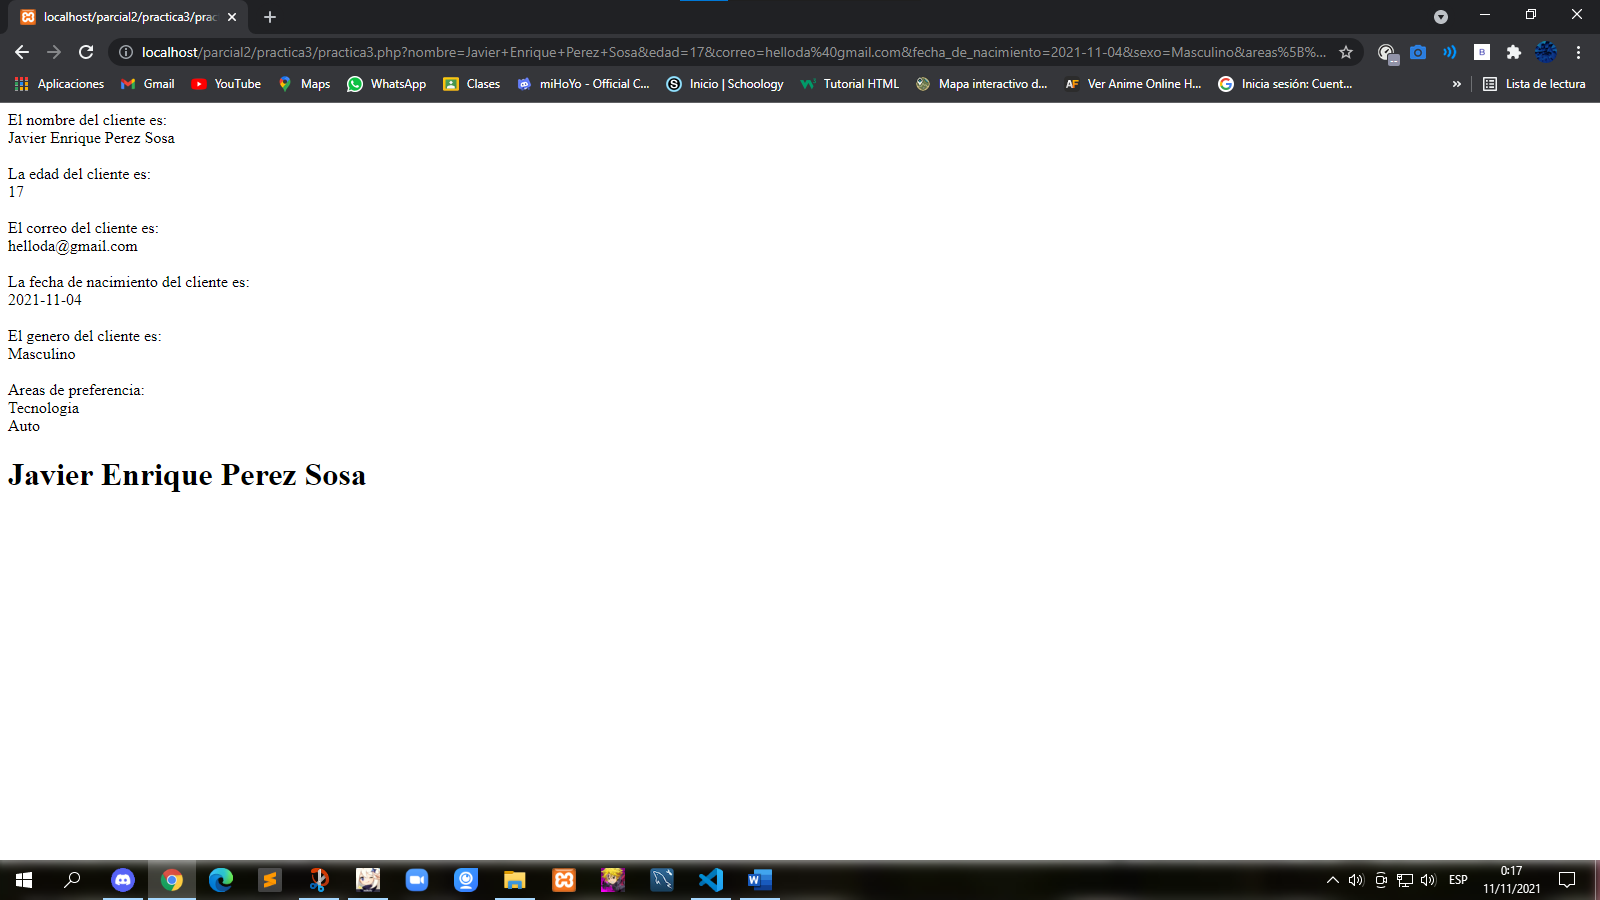 localhost/parcial2/practica3/prac
localhost/parcial2/practica3/practica3.php?nombre=Javier+Enrique+Perez+Sosa&edad=17&correo=helloda%40gmail.com&fecha_de_nacimiento=2021-11-04&sexo=Masculino&areas%5B%...
Aplicaciones Gmail YouTube Maps WhatsApp Clases miHoYo - Official C... Inicio | Schoology Tutorial HTML Mapa interactivo d... AF Ver Anime Online H... Inicia sesión: Cuent... » Lista de lectura
El nombre del cliente es:
Javier Enrique Perez Sosa
La edad del cliente es:
17
El correo del cliente es:
helloda@gmail.com
La fecha de nacimiento del cliente es:
2021-11-04
El genero del cliente es:
Masculino
Areas de preferencia:
Tecnologia
Auto
Javier Enrique Perez Sosa
ESP
0:17
11/11/2021